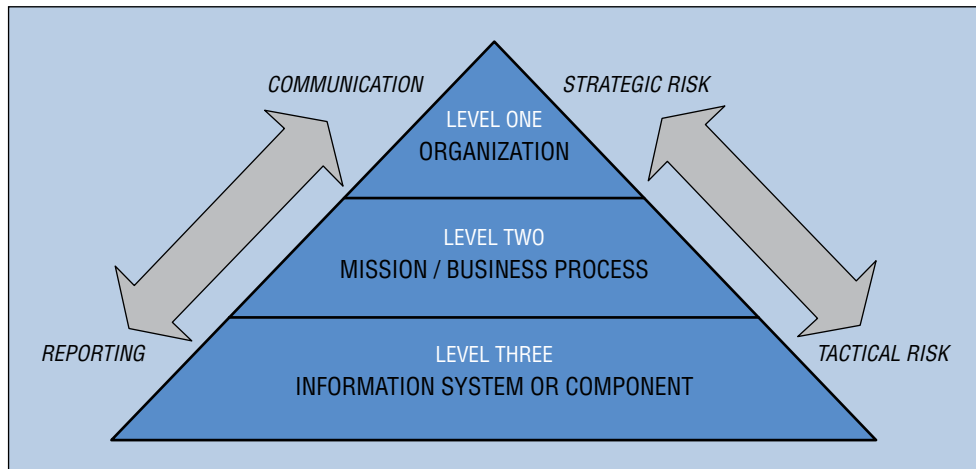 COMMUNICATION
STRATEGIC RISK
LEVEL ONE
ORGANIZATION
LEVEL TWO
MISSION / BUSINESS PROCESS
REPORTING
LEVEL THREE
INFORMATION SYSTEM OR COMPONENT
TACTICAL RISK